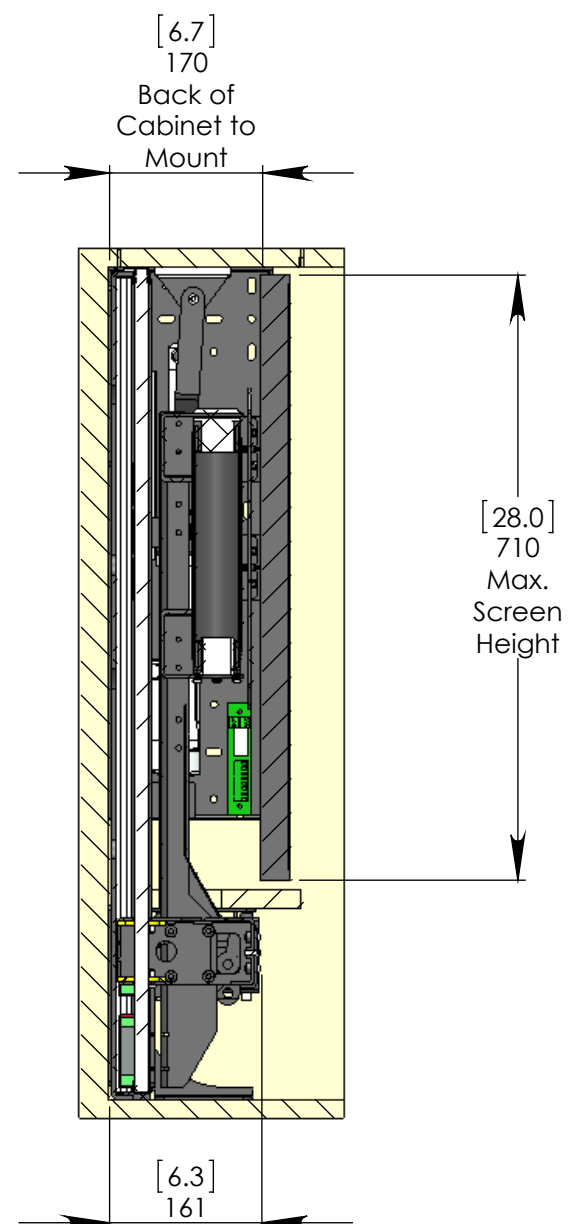 [6.7]
170
Back of
Cabinet to
Mount
[28.0]
710
Max.
Screen
Height
[6.3]
161